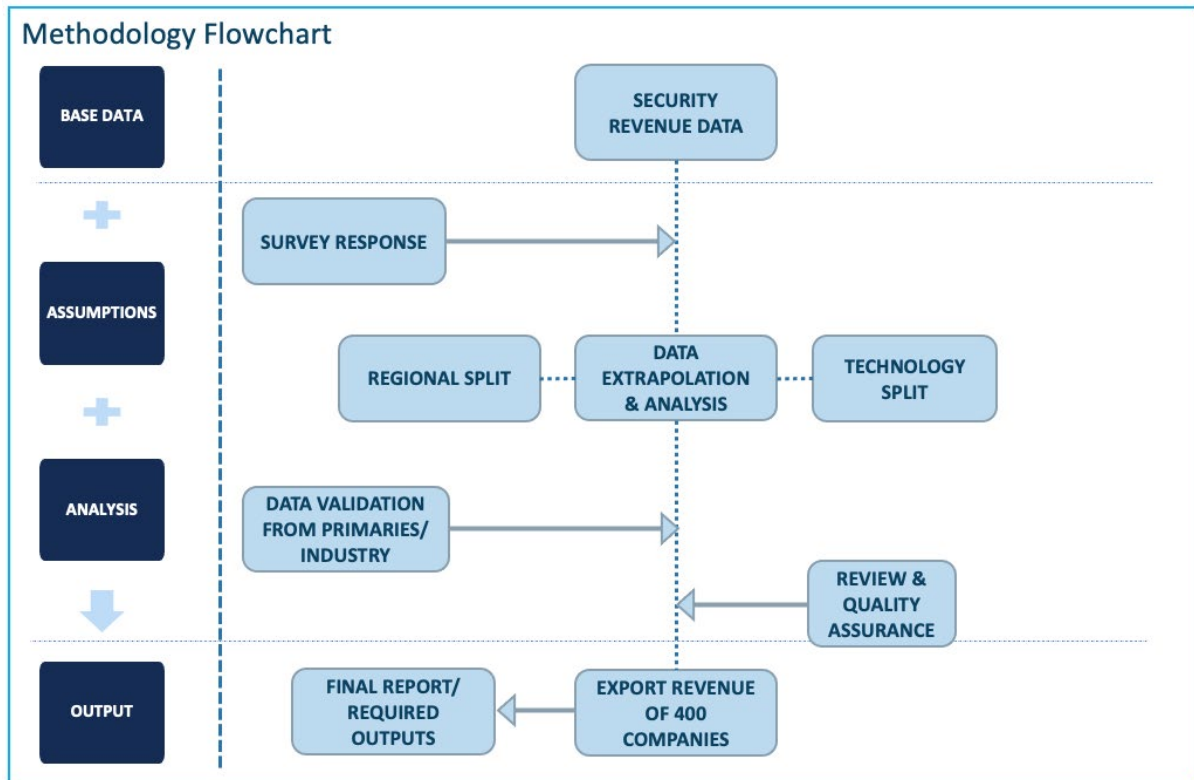 Methodology Flowchart
BASE DATA
SECURITY
REVENUE DATA
SURVEY RESPONSE
ASSUMPTIONS
REGIONAL SPLIT
DATA
EXTRAPOLATION
& ANALYSIS
TECHNOLOGY
SPLIT
ANALYSIS
DATA VALIDATION
FROM PRIMARIES/
INDUSTRY
REVIEW &
QUALITY
ASSURANCE
OUTPUT
FINAL REPORT/
REQUIRED
OUTPUTS
EXPORT REVENUE
OF 400
COMPANIES